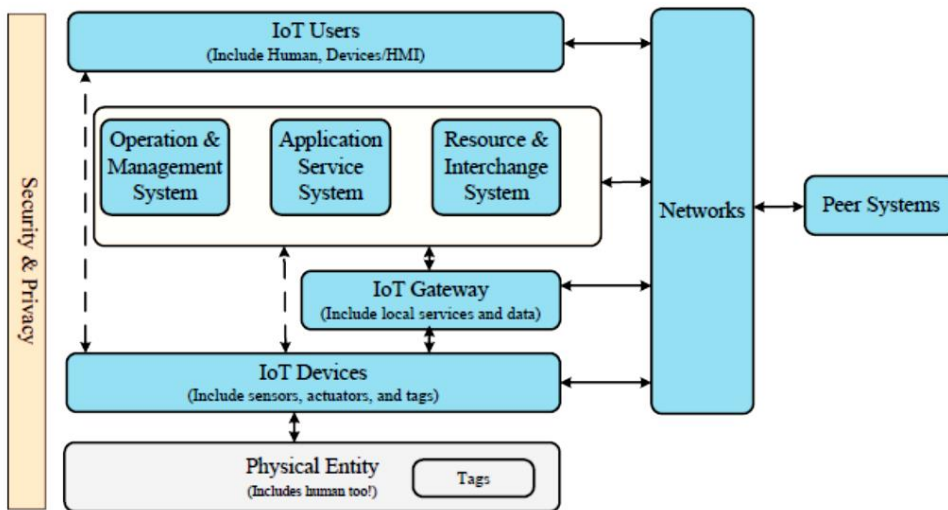 IoT Users
(Include Human, Devices/HMI)
Operation &
Management
System
Application
Service
System
Resource &
Interchange
System
Networks
Peer Systems
IoT Gateway
(Include local services and data)
IoT Devices
(Include sensors, actuators, and tags)
Physical Entity
(Includes human too!)
Tags
Security & Privacy